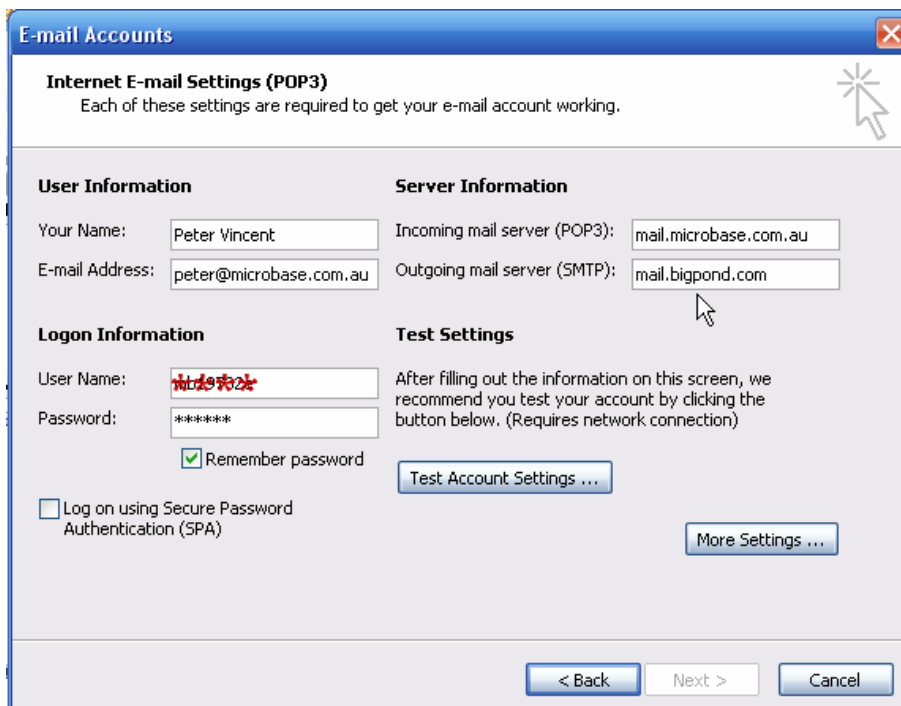 E-mail Accounts
Internet E-mail Settings (POP3)
Each of these settings are required to get your e-mail account working.
User Information
Your Name: Peter Vincent
E-mail Address: peter@microbase.com.au
Logon Information
User Name:
Password: ******
Remember password
Log on using Secure Password
Authentication (SPA)
Server Information
Incoming mail server (POP3): mail.microbase.com.au
Outgoing mail server (SMTP): mail.bigpond.com
Test Settings
After filling out the information on this screen, we
recommend you test your account by clicking the
button below. (Requires network connection)
Test Account Settings ...
More Settings ...
< Back
Next >
Cancel